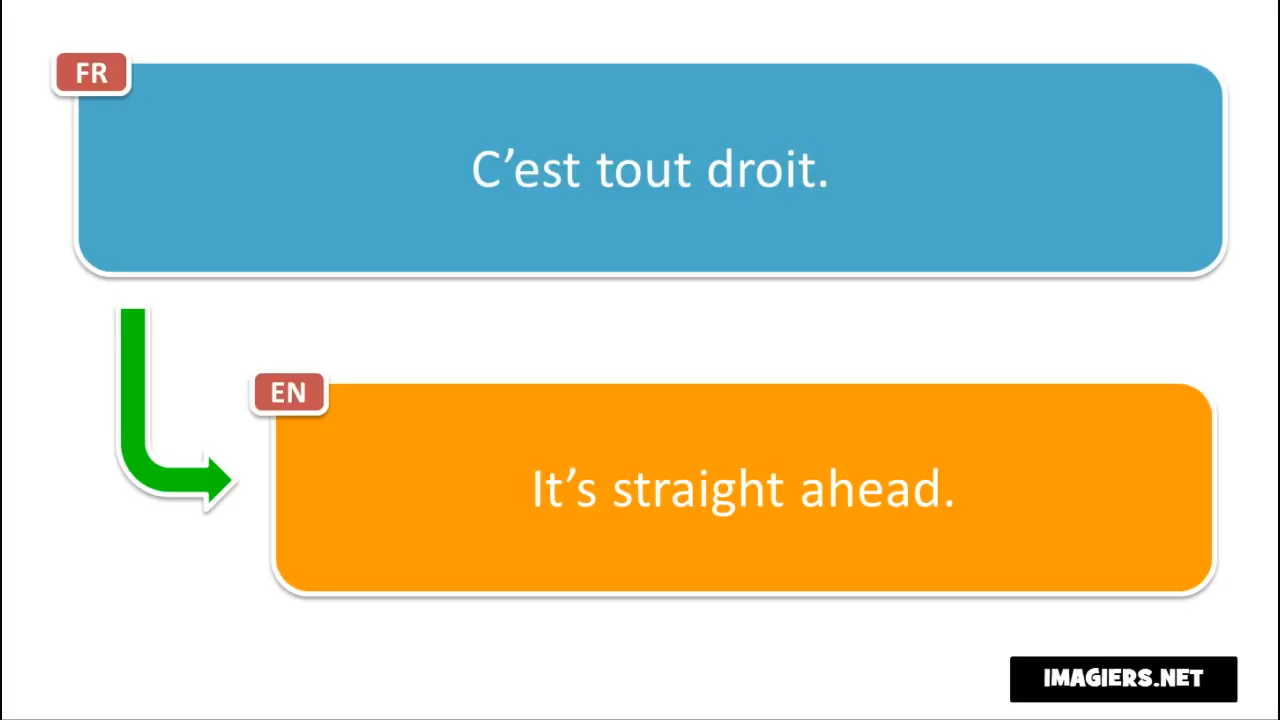 FR
C’est tout droit.
EN
It’s straight ahead.
IMAGIERS.NET